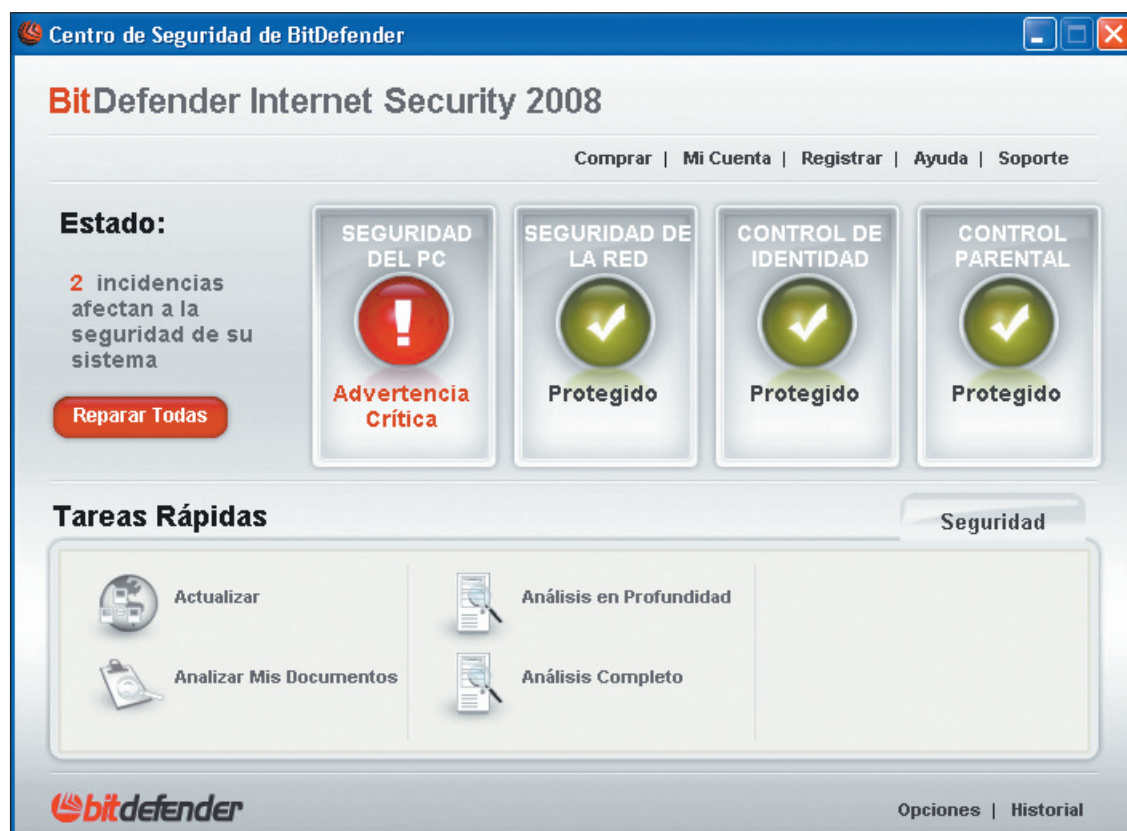 Centro de Seguridad de BitDefender
BitDefender Internet Security 2008
Comprar | Mi Cuenta | Registrar | Ayuda | Soporte
Estado:
2 incidencias
afectan a la
seguridad de su
sistema
Reparar Todas
SEGURIDAD
DEL PC
Advertencia
Crítica
SEGURIDAD DE
LA RED
Protegido
CONTROL DE
IDENTIDAD
Protegido
CONTROL
PARENTAL
Protegido
Tareas Rápidas
Seguridad
Actualizar
Análisis en Profundidad
Analizar Mis Documentos
Análisis Completo
bitdefender
Opciones | Historial